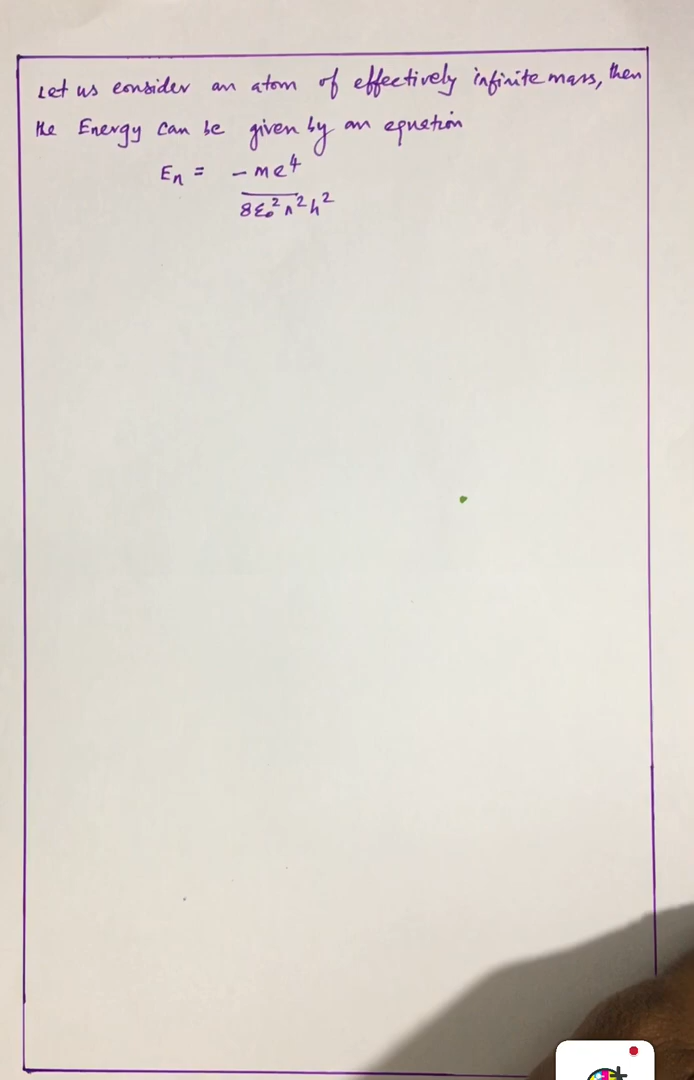 Let us consider an atom of effectively infinite mass, then
the Energy can be given by an equation
En = - me⁴
8ε₀²n²h²